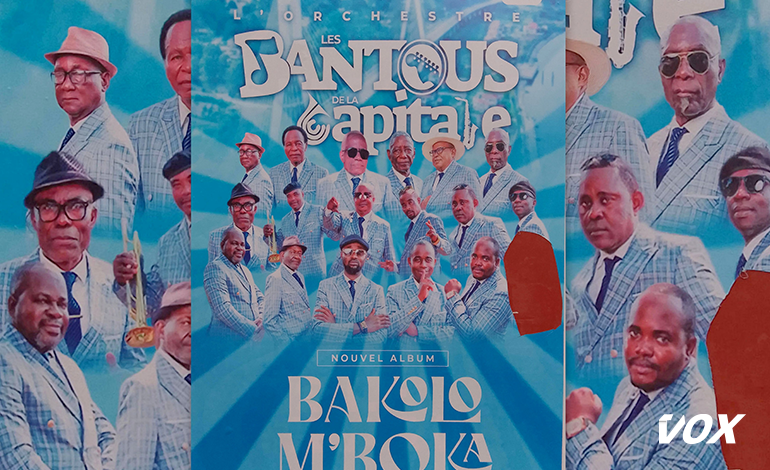 L'ORCHESTRE
LES
BANTOUS
DE LA
Capitale
NOUVEL ALBUM
BAKOLO
M'BOKA
VOX